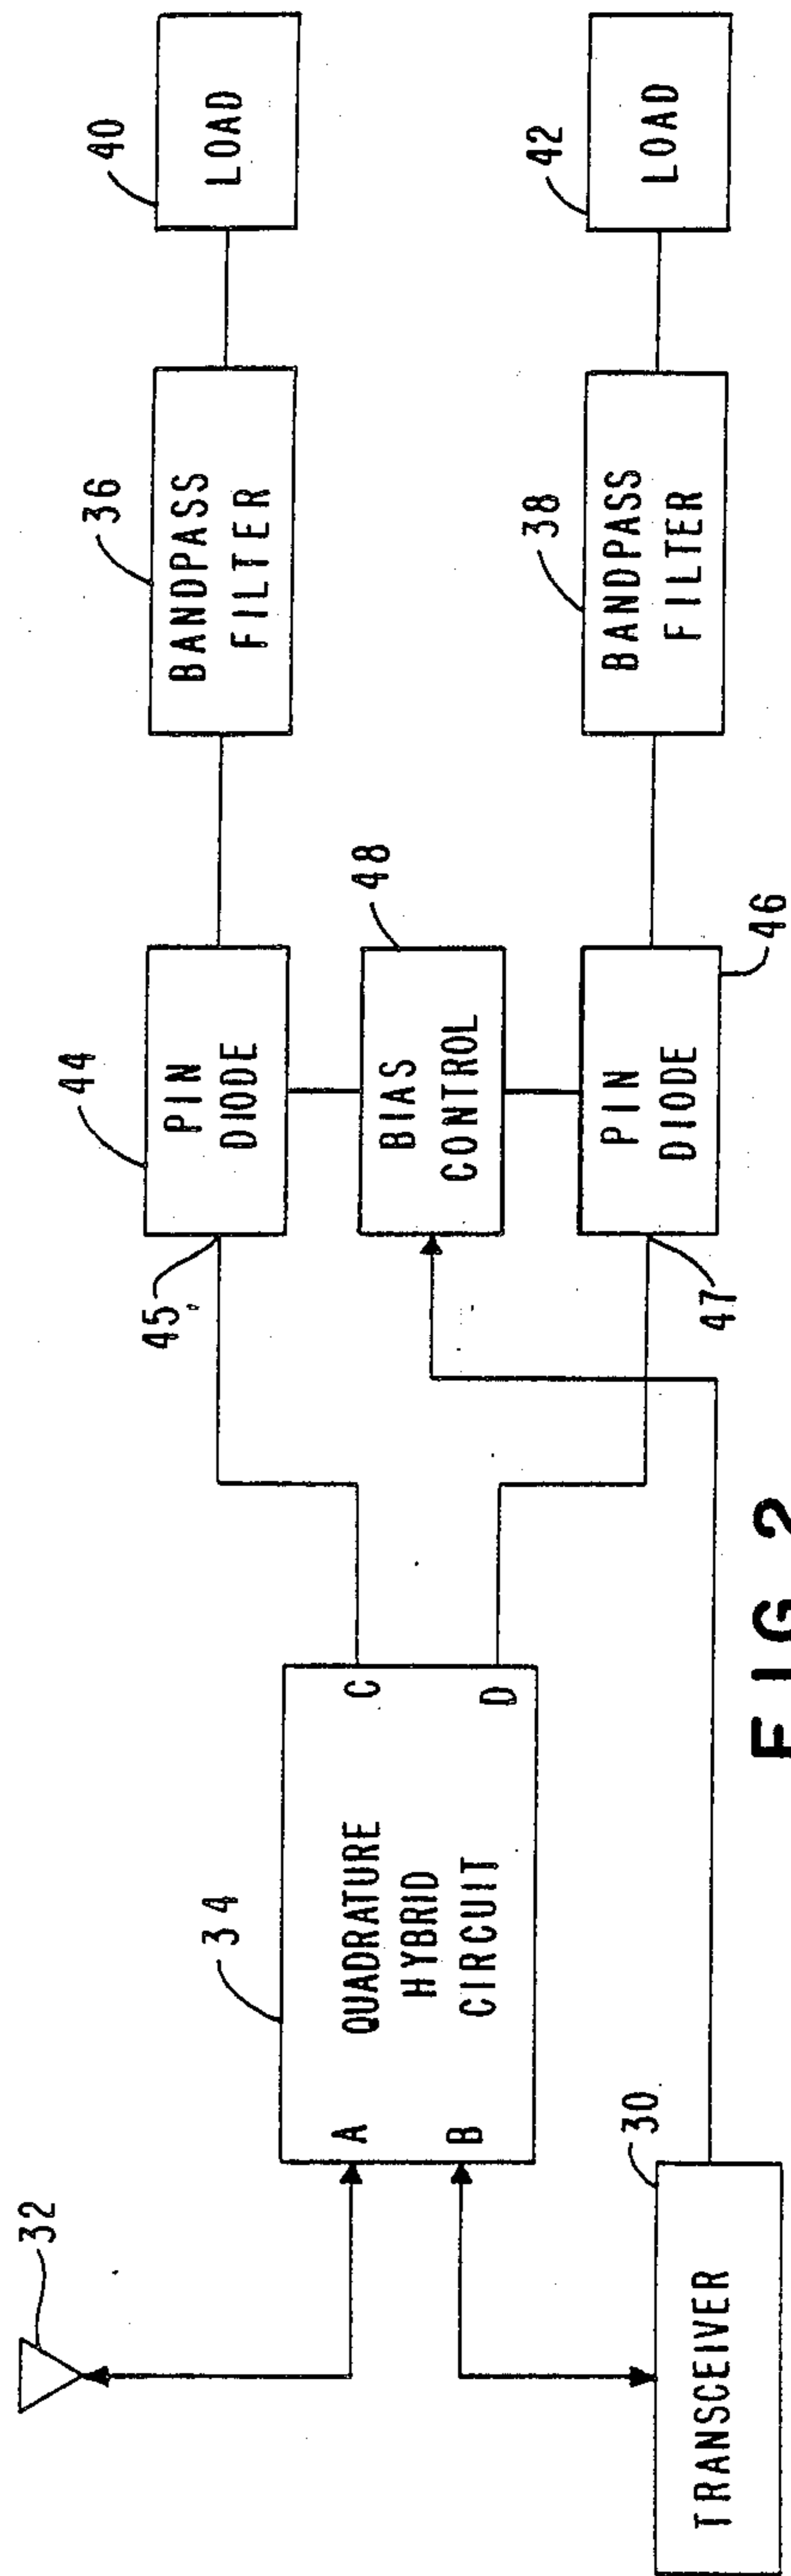 32
34
A
B
QUADRATURE
HYBRID
CIRCUIT
C
D
30
TRANSCEIVER
45
44
PIN
DIODE
48
BIAS
CONTROL
47
PIN
DIODE
46
36
BANDPASS
FILTER
38
BANDPASS
FILTER
40
LOAD
42
LOAD
FIG 2